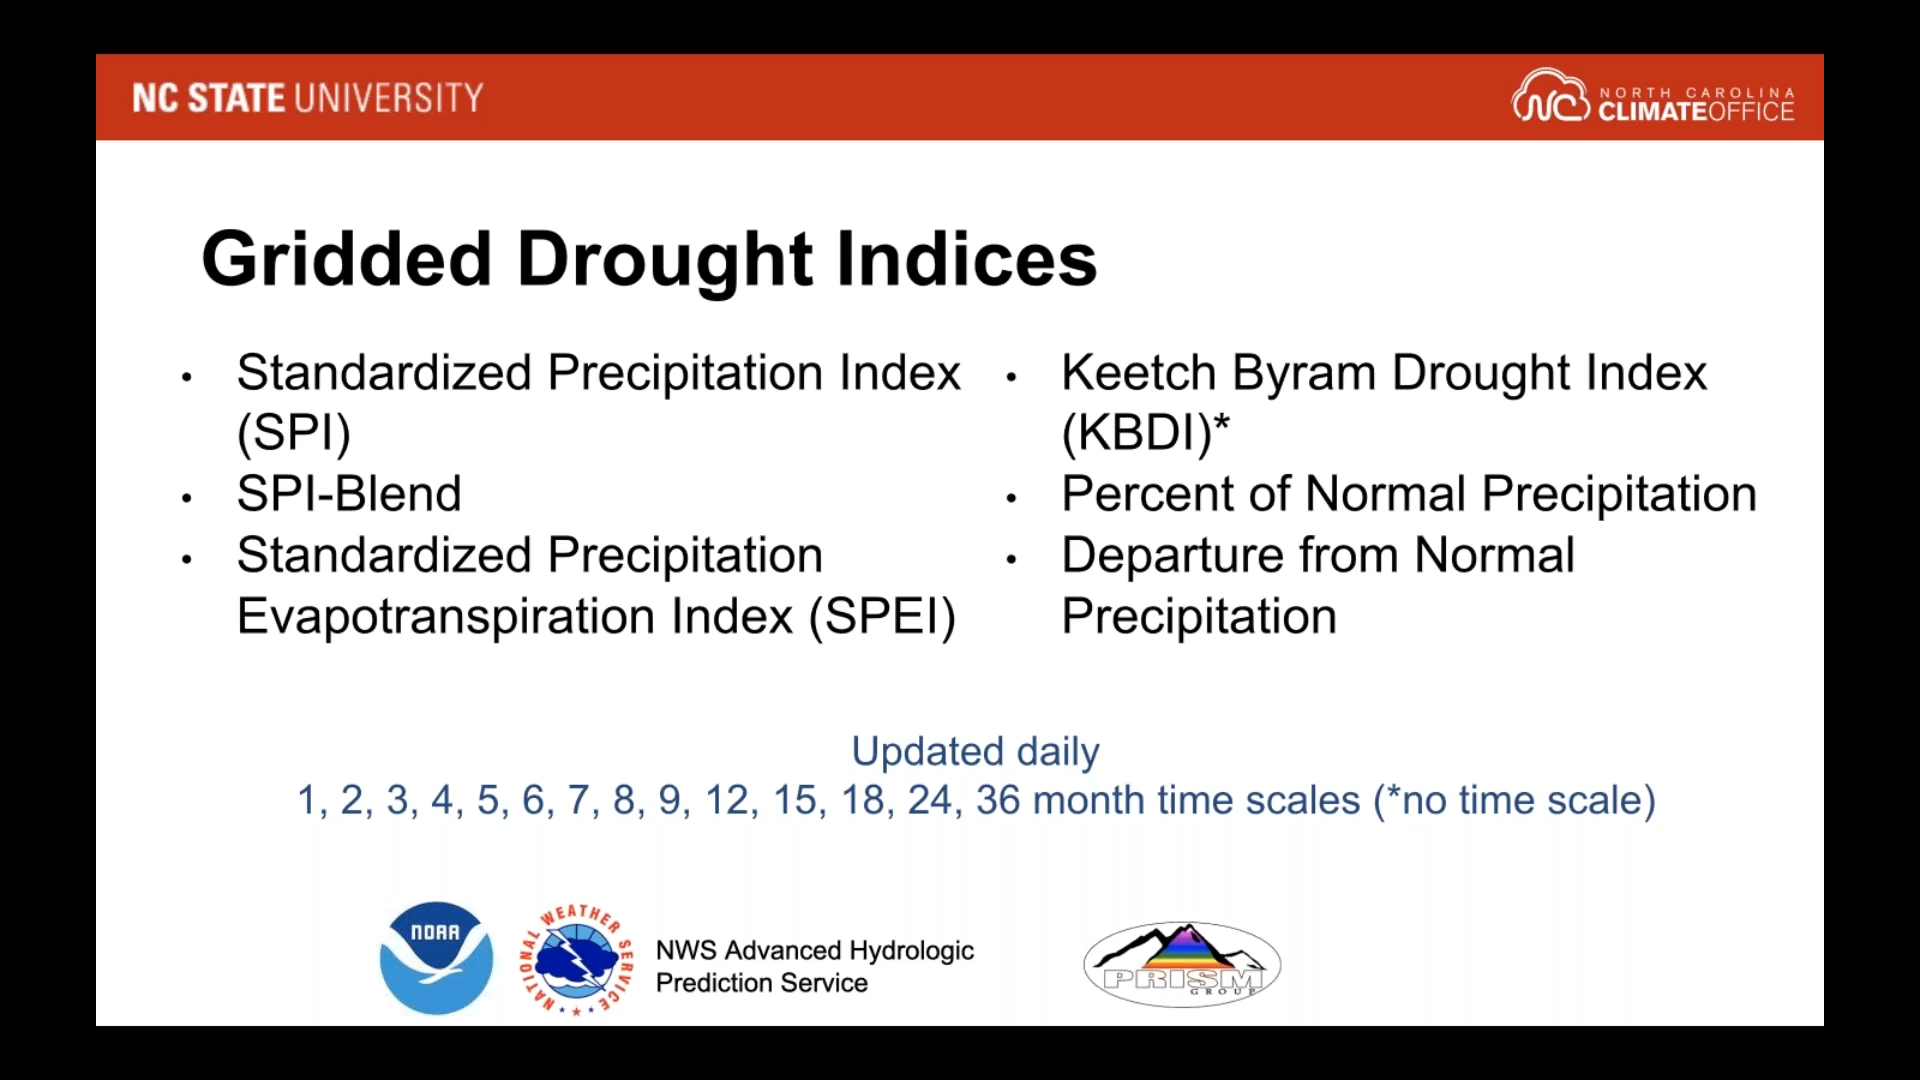 NC STATE UNIVERSITY
NORTH CAROLINA
NC CLIMATEOFFICE
Gridded Drought Indices
• Standardized Precipitation Index
(SPI)
• SPI-Blend
• Standardized Precipitation
Evapotranspiration Index (SPEI)
• Keetch Byram Drought Index
(KBDI)*
• Percent of Normal Precipitation
• Departure from Normal
Precipitation
Updated daily
1, 2, 3, 4, 5, 6, 7, 8, 9, 12, 15, 18, 24, 36 month time scales (*no time scale)
NOAA
NATIONAL WEATHER SERVICE
NWS Advanced Hydrologic
Prediction Service
PRISM
GROUP